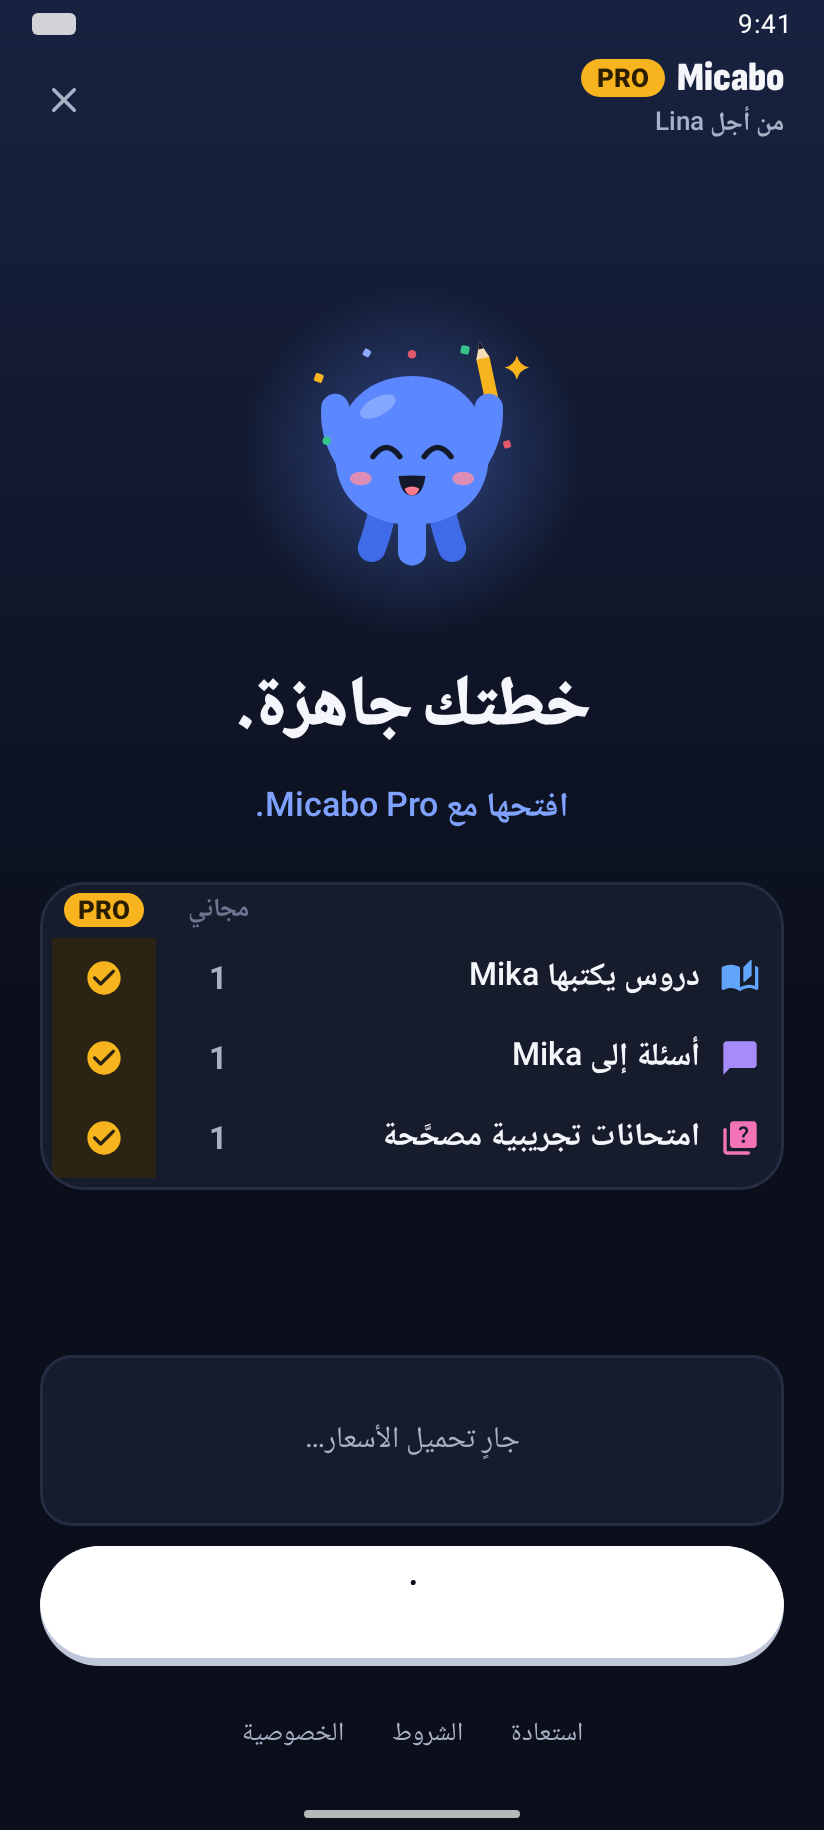 9:41
Micabo PRO
من أجل Lina
خطتك جاهزة.
افتحها مع Micabo Pro.
مجاني PRO
دروس يكتبها Mika 1
أسئلة إلى Mika 1
امتحانات تجريبية مصحَّحة 1
جارٍ تحميل الأسعار...
استعادة الشروط الخصوصية